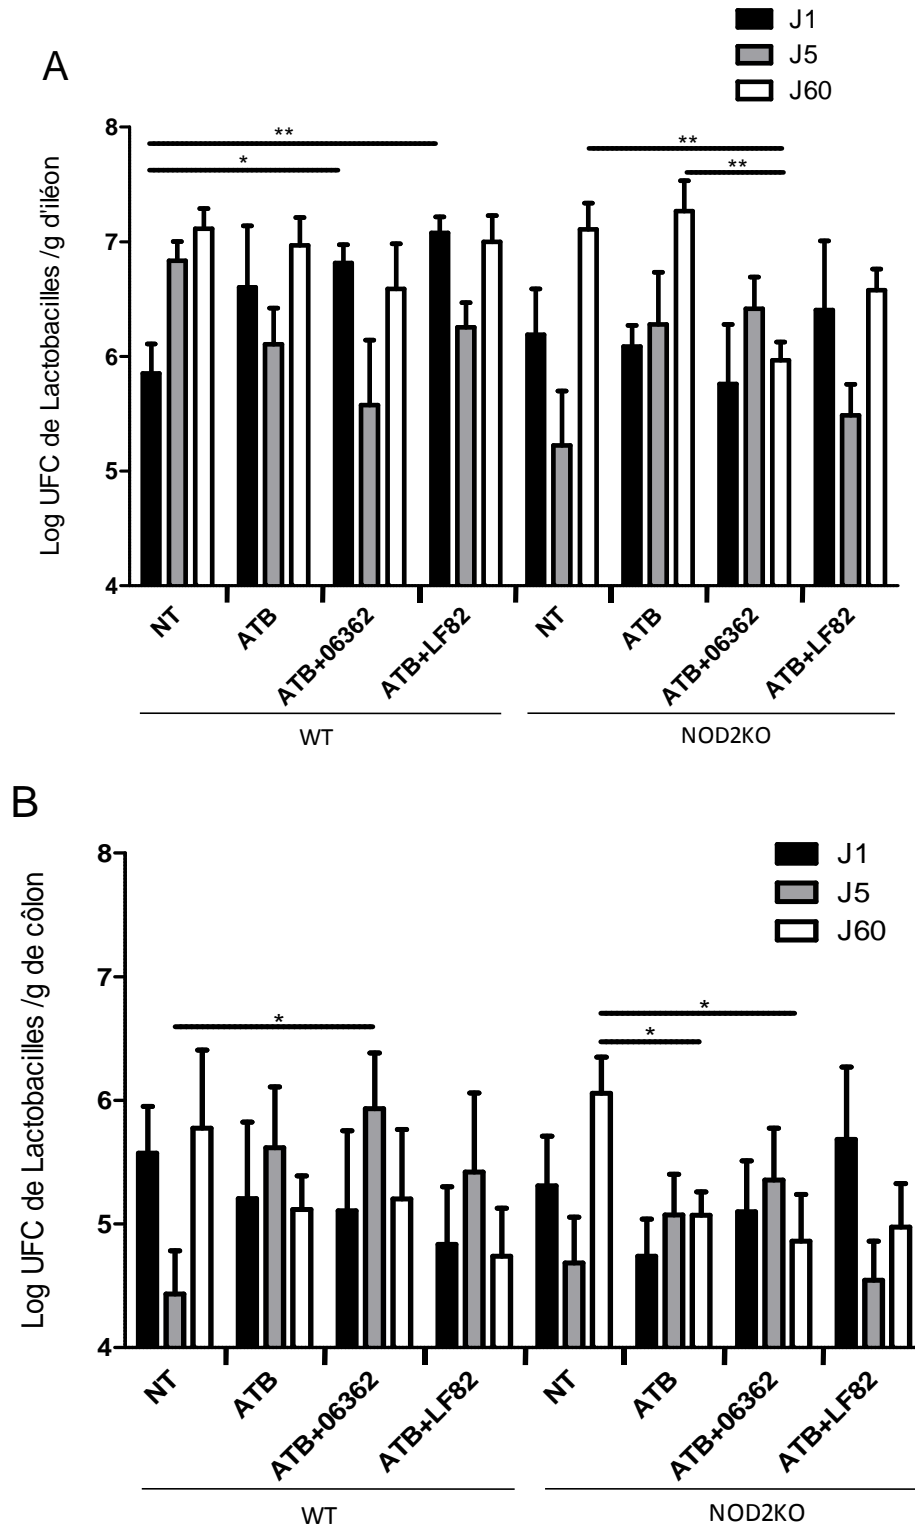 A
J1
J5
J60
Log UFC de Lactobacilles /g d'iléon
8
7
6
5
4
**
*
**
**
NT
ATB
ATB+06362
ATB+LF82
NT
ATB
ATB+06362
ATB+LF82
WT
NOD2KO
B
J1
J5
J60
Log UFC de Lactobacilles /g de côlon
8
7
6
5
4
*
*
*
NT
ATB
ATB+06362
ATB+LF82
NT
ATB
ATB+06362
ATB+LF82
WT
NOD2KO